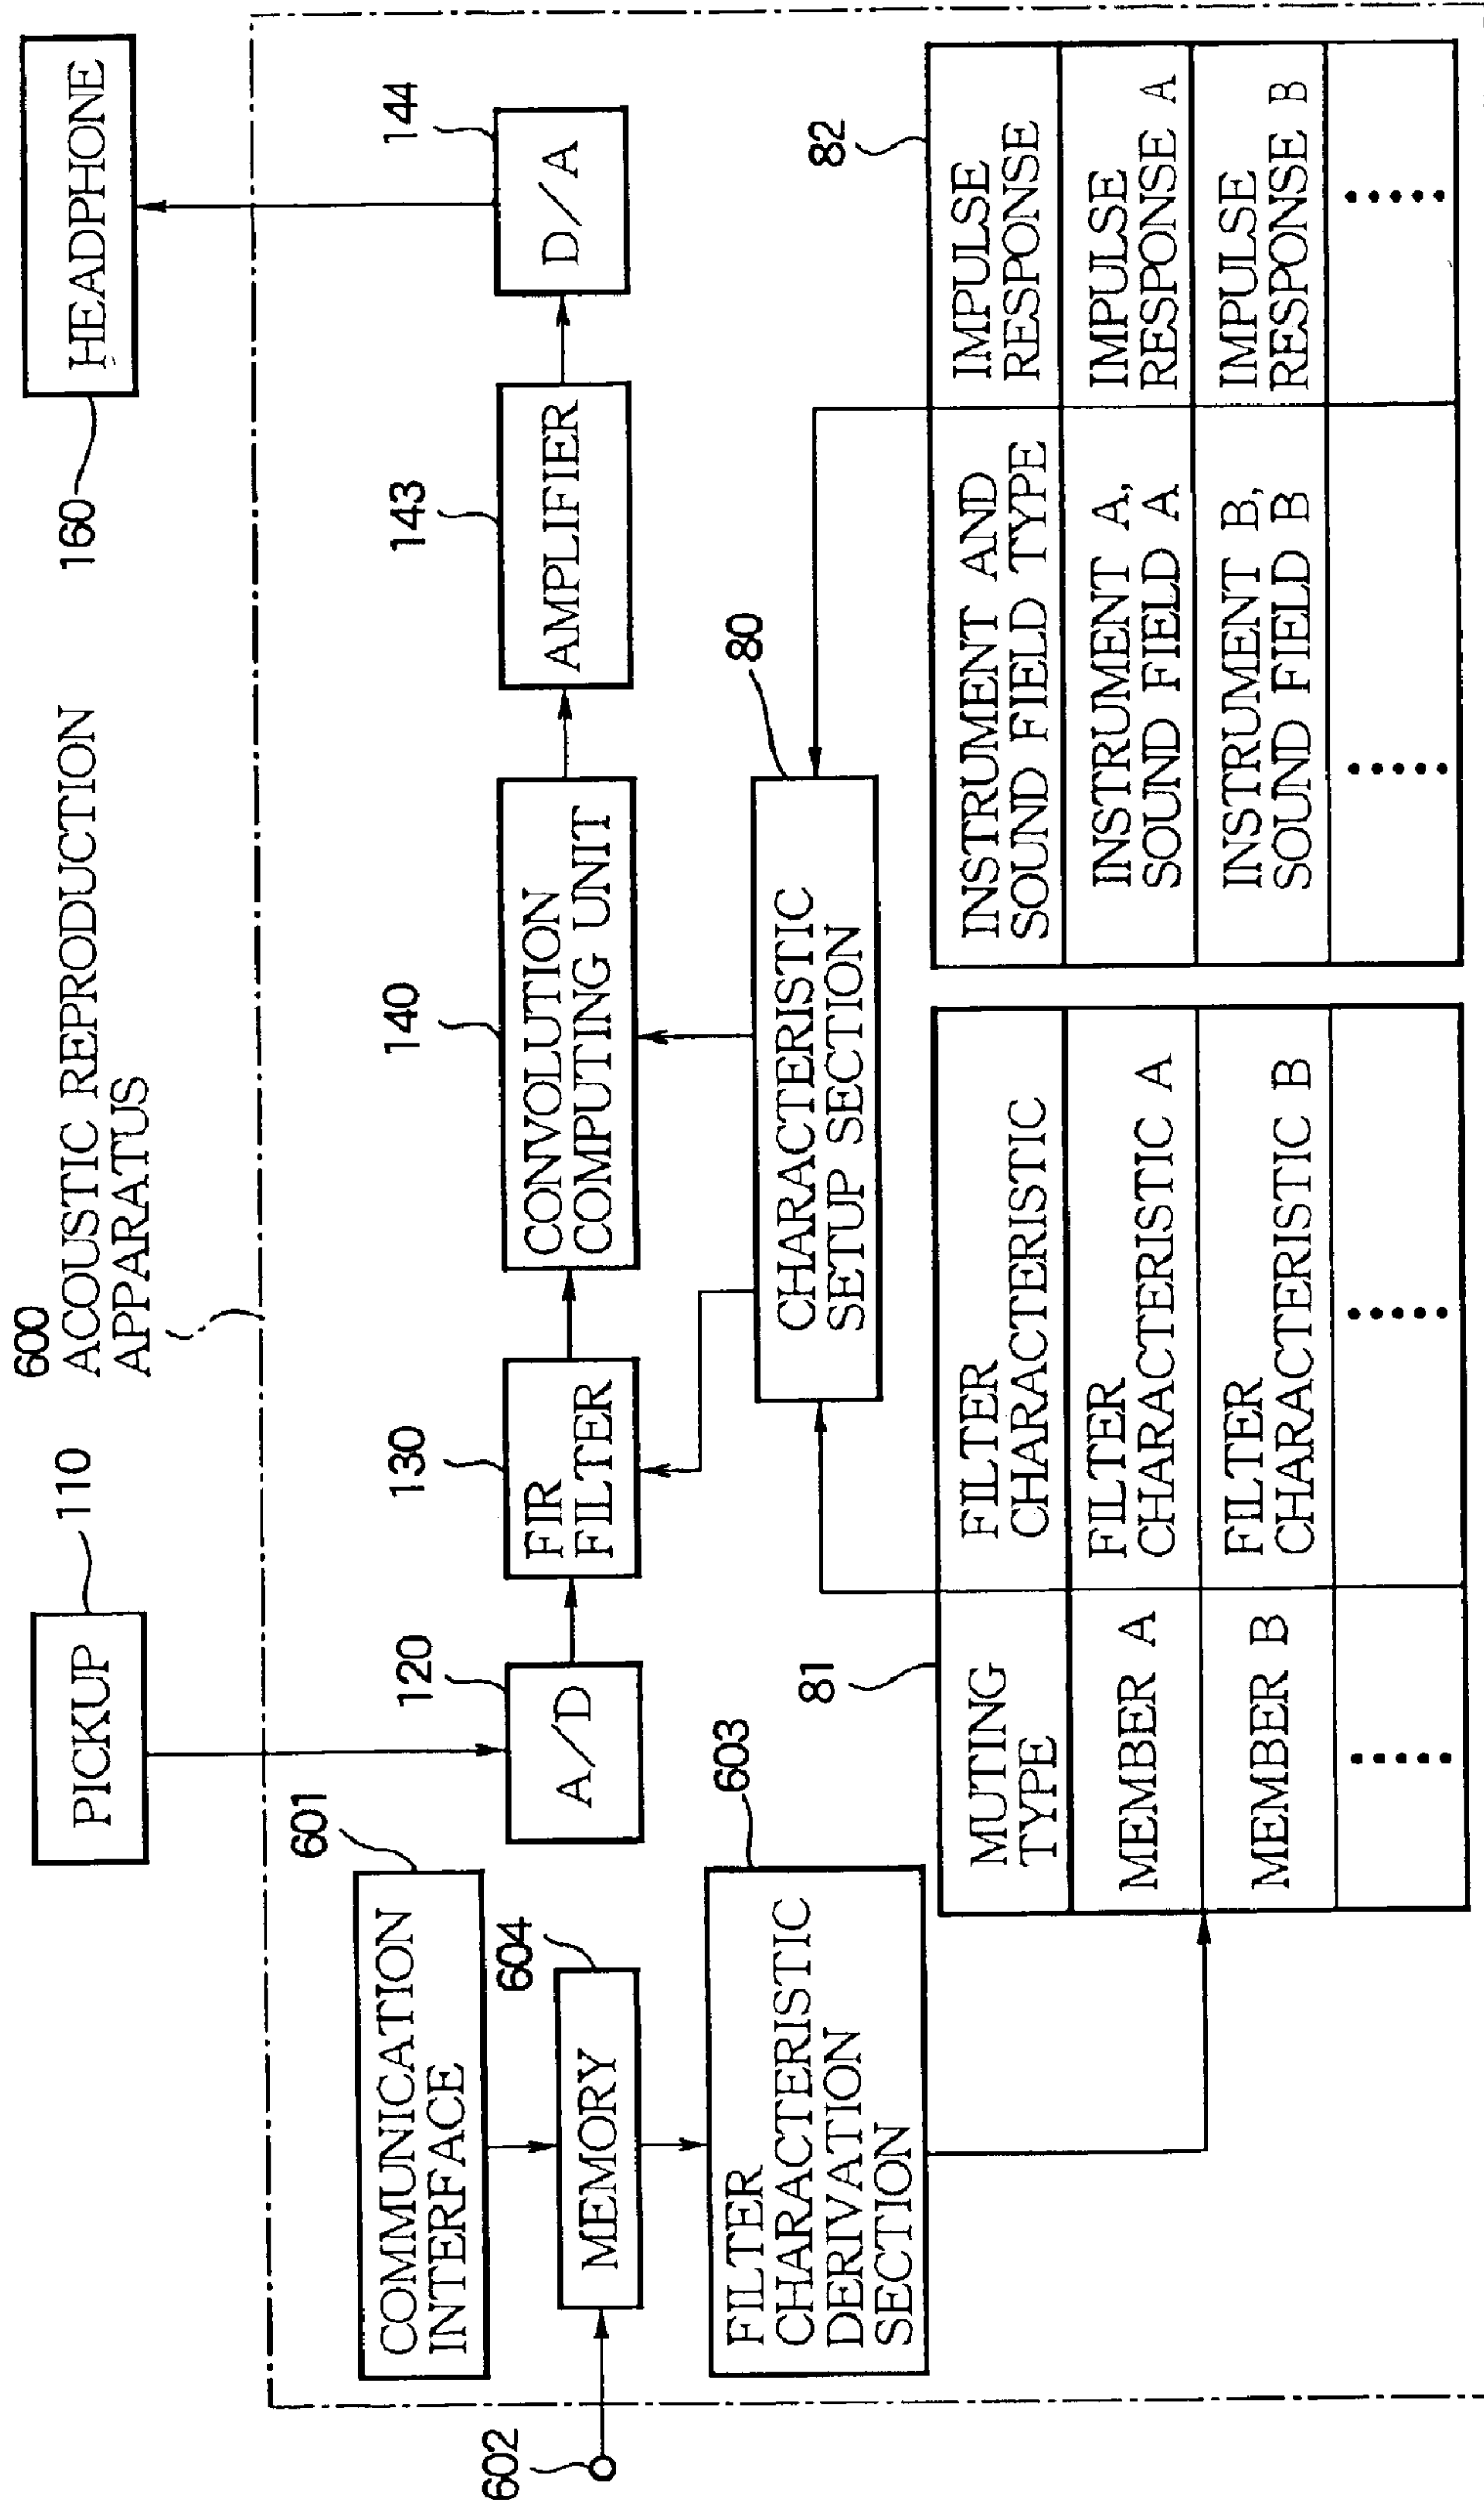 600
ACOUSTIC REPRODUCTION
APPARATUS
PICKUP
110
160
HEADPHONE
601
COMMUNICATION
INTERFACE
602
604
MEMORY
603
FILTER
CHARACTERISTIC
DERIVATION
SECTION
120
A/D
130
FIR
FILTER
140
CONVOLUTION
COMPUTING UNIT
143
AMPLIFIER
144
D/A
80
CHARACTERISTIC
SETUP SECTION
81
MUTING
TYPE
FILTER
CHARACTERISTIC
MEMBER A
FILTER
CHARACTERISTIC A
MEMBER B
FILTER
CHARACTERISTIC B
.....
.....
82
INSTRUMENT AND
SOUND FIELD TYPE
IMPULSE
RESPONSE
INSTRUMENT A,
SOUND FIELD A
IMPULSE
RESPONSE A
INSTRUMENT B,
SOUND FIELD B
IMPULSE
RESPONSE B
.....
.....